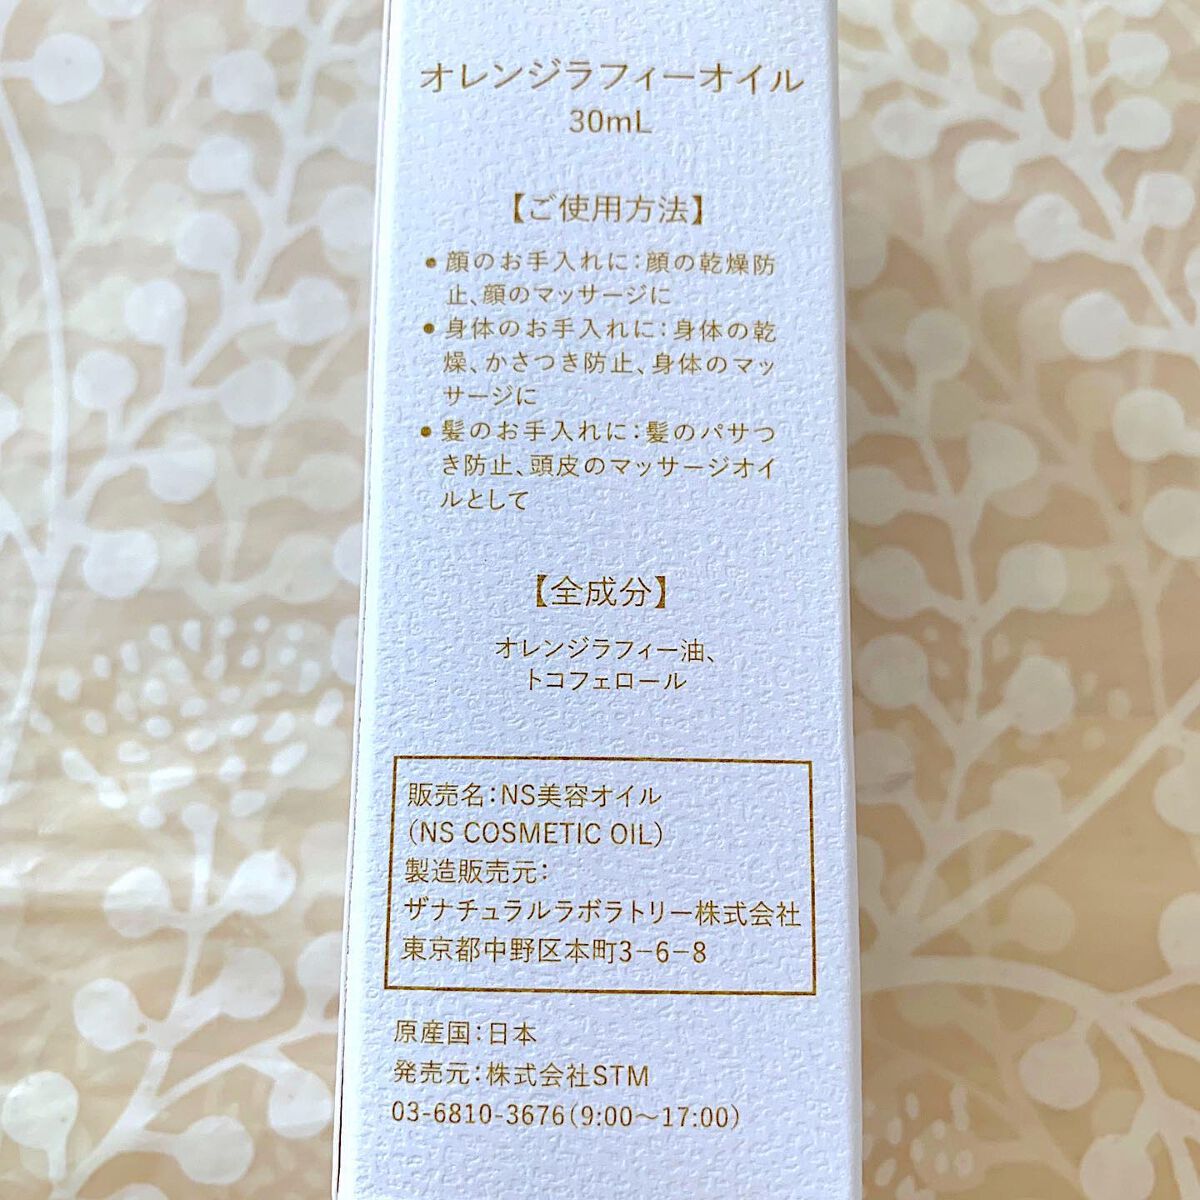 オレンジラフィーオイル
30mL
【ご使用方法】
●顔のお手入れに：顔の乾燥防
止、顔のマッサージに
●身体のお手入れに：身体の乾
燥、かさつき防止、身体のマッ
サージに
●髪のお手入れに：髪のパサつ
き防止、頭皮のマッサージオイ
ルとして
【全成分】
オレンジラフィー油、
トコフェロール
販売名：NS美容オイル
（NS COSMETIC OIL）
製造販売元：
ザナチュラルラボラトリー株式会社
東京都中野区本町3-6-8
原産国：日本
発売元：株式会社STM
03-6810-3676（9:00～17:00）